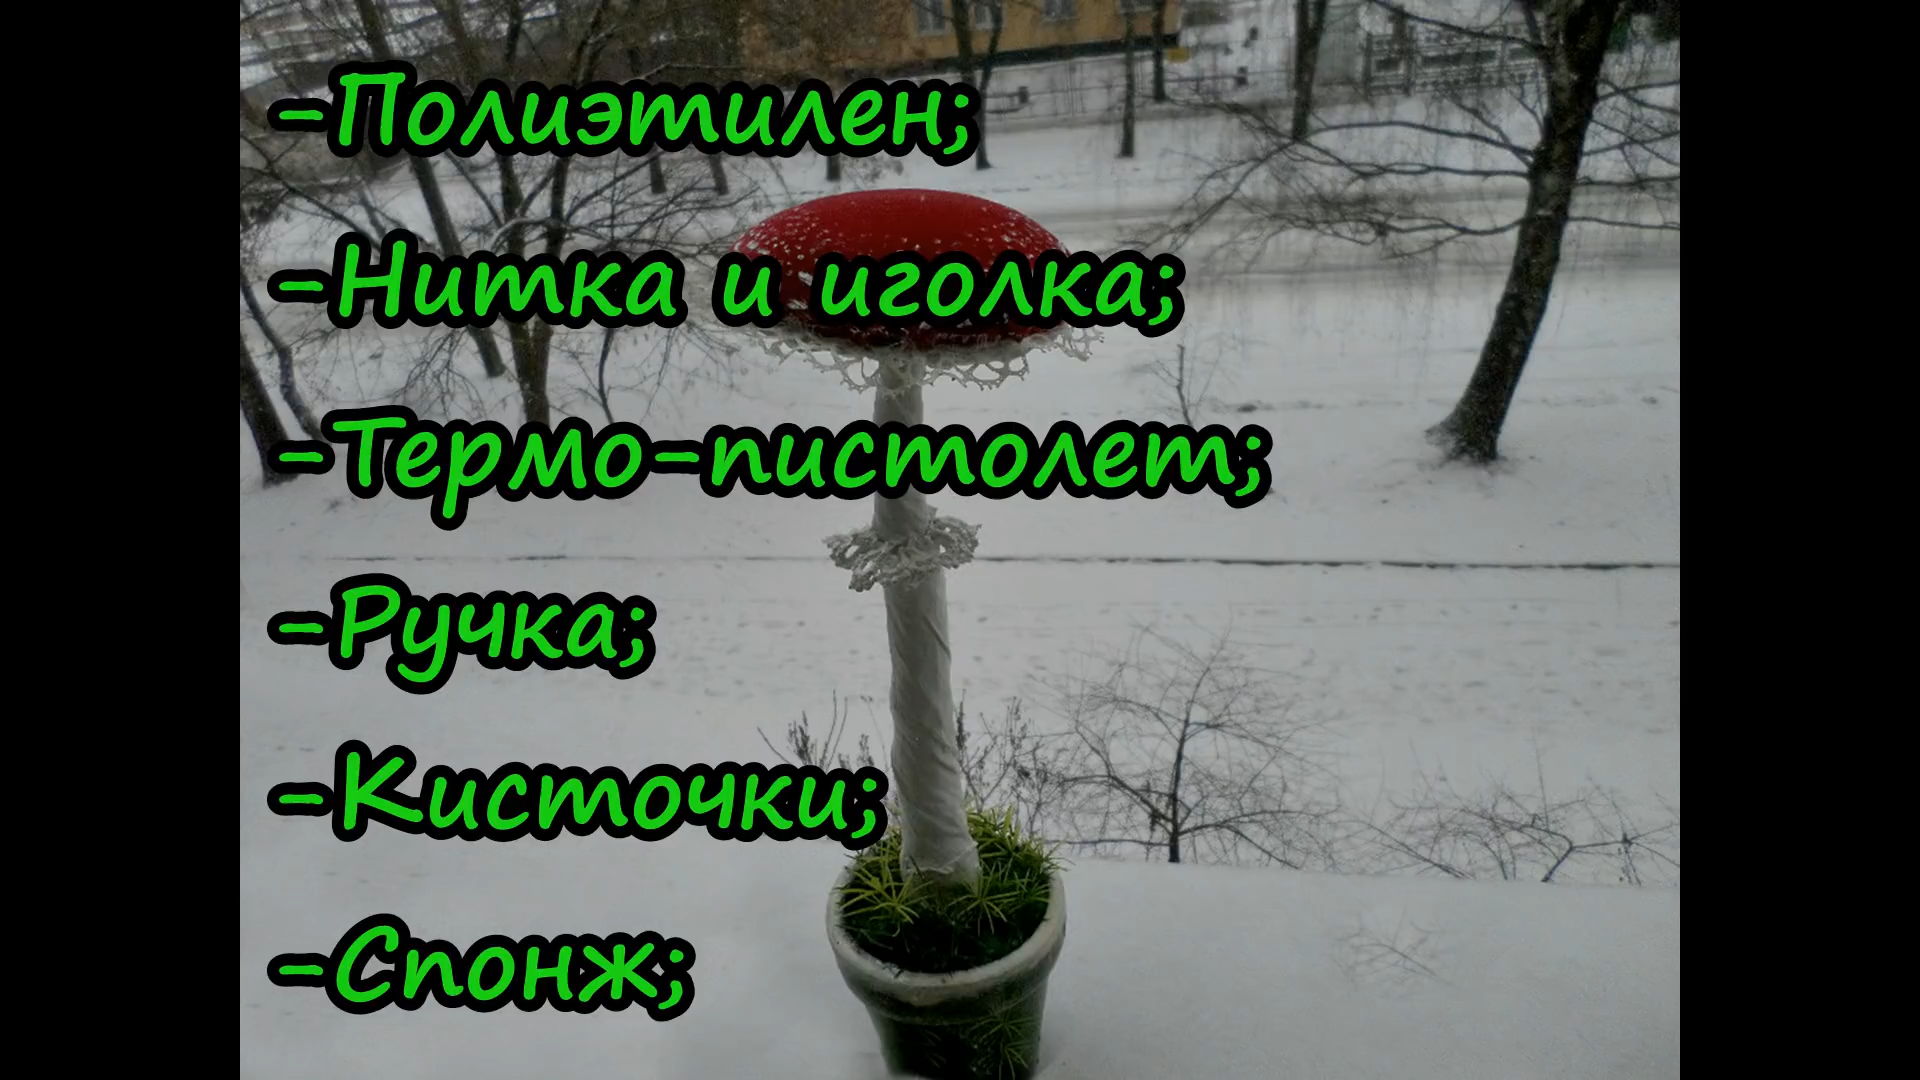 -Полиэтилен;
-Нитка и иголка;
-Термо-пистолет;
-Ручка;
-Кисточки;
-Спонж;